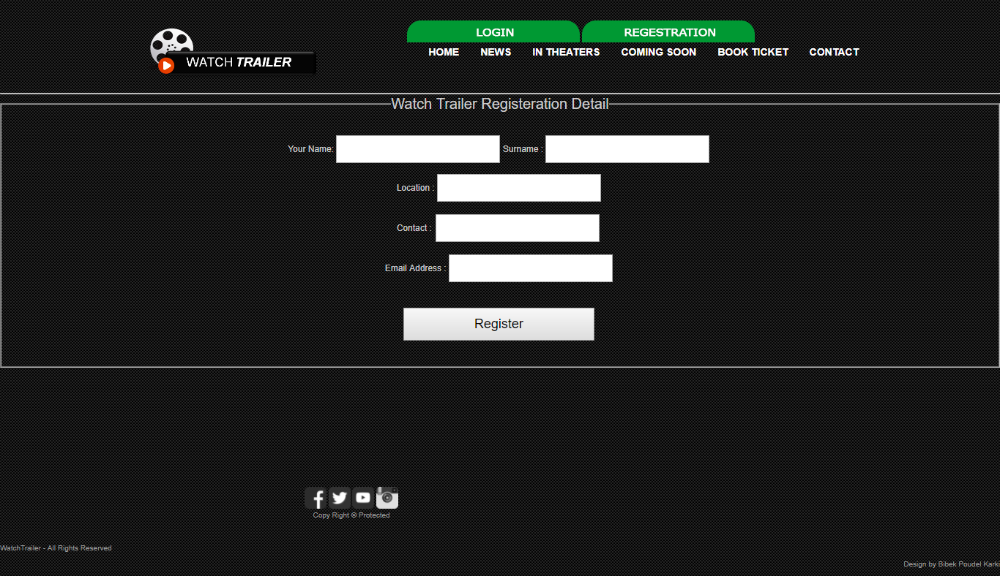 LOGIN REGESTRATION
WATCH TRAILER
HOME NEWS IN THEATERS COMING SOON BOOK TICKET CONTACT
Watch Trailer Registeration Detail
Your Name: Surname :
Location :
Contact :
Email Address :
Register
Copy Right © Protected
WatchTrailer - All Rights Reserved
Design by Bibek Poudel Karki